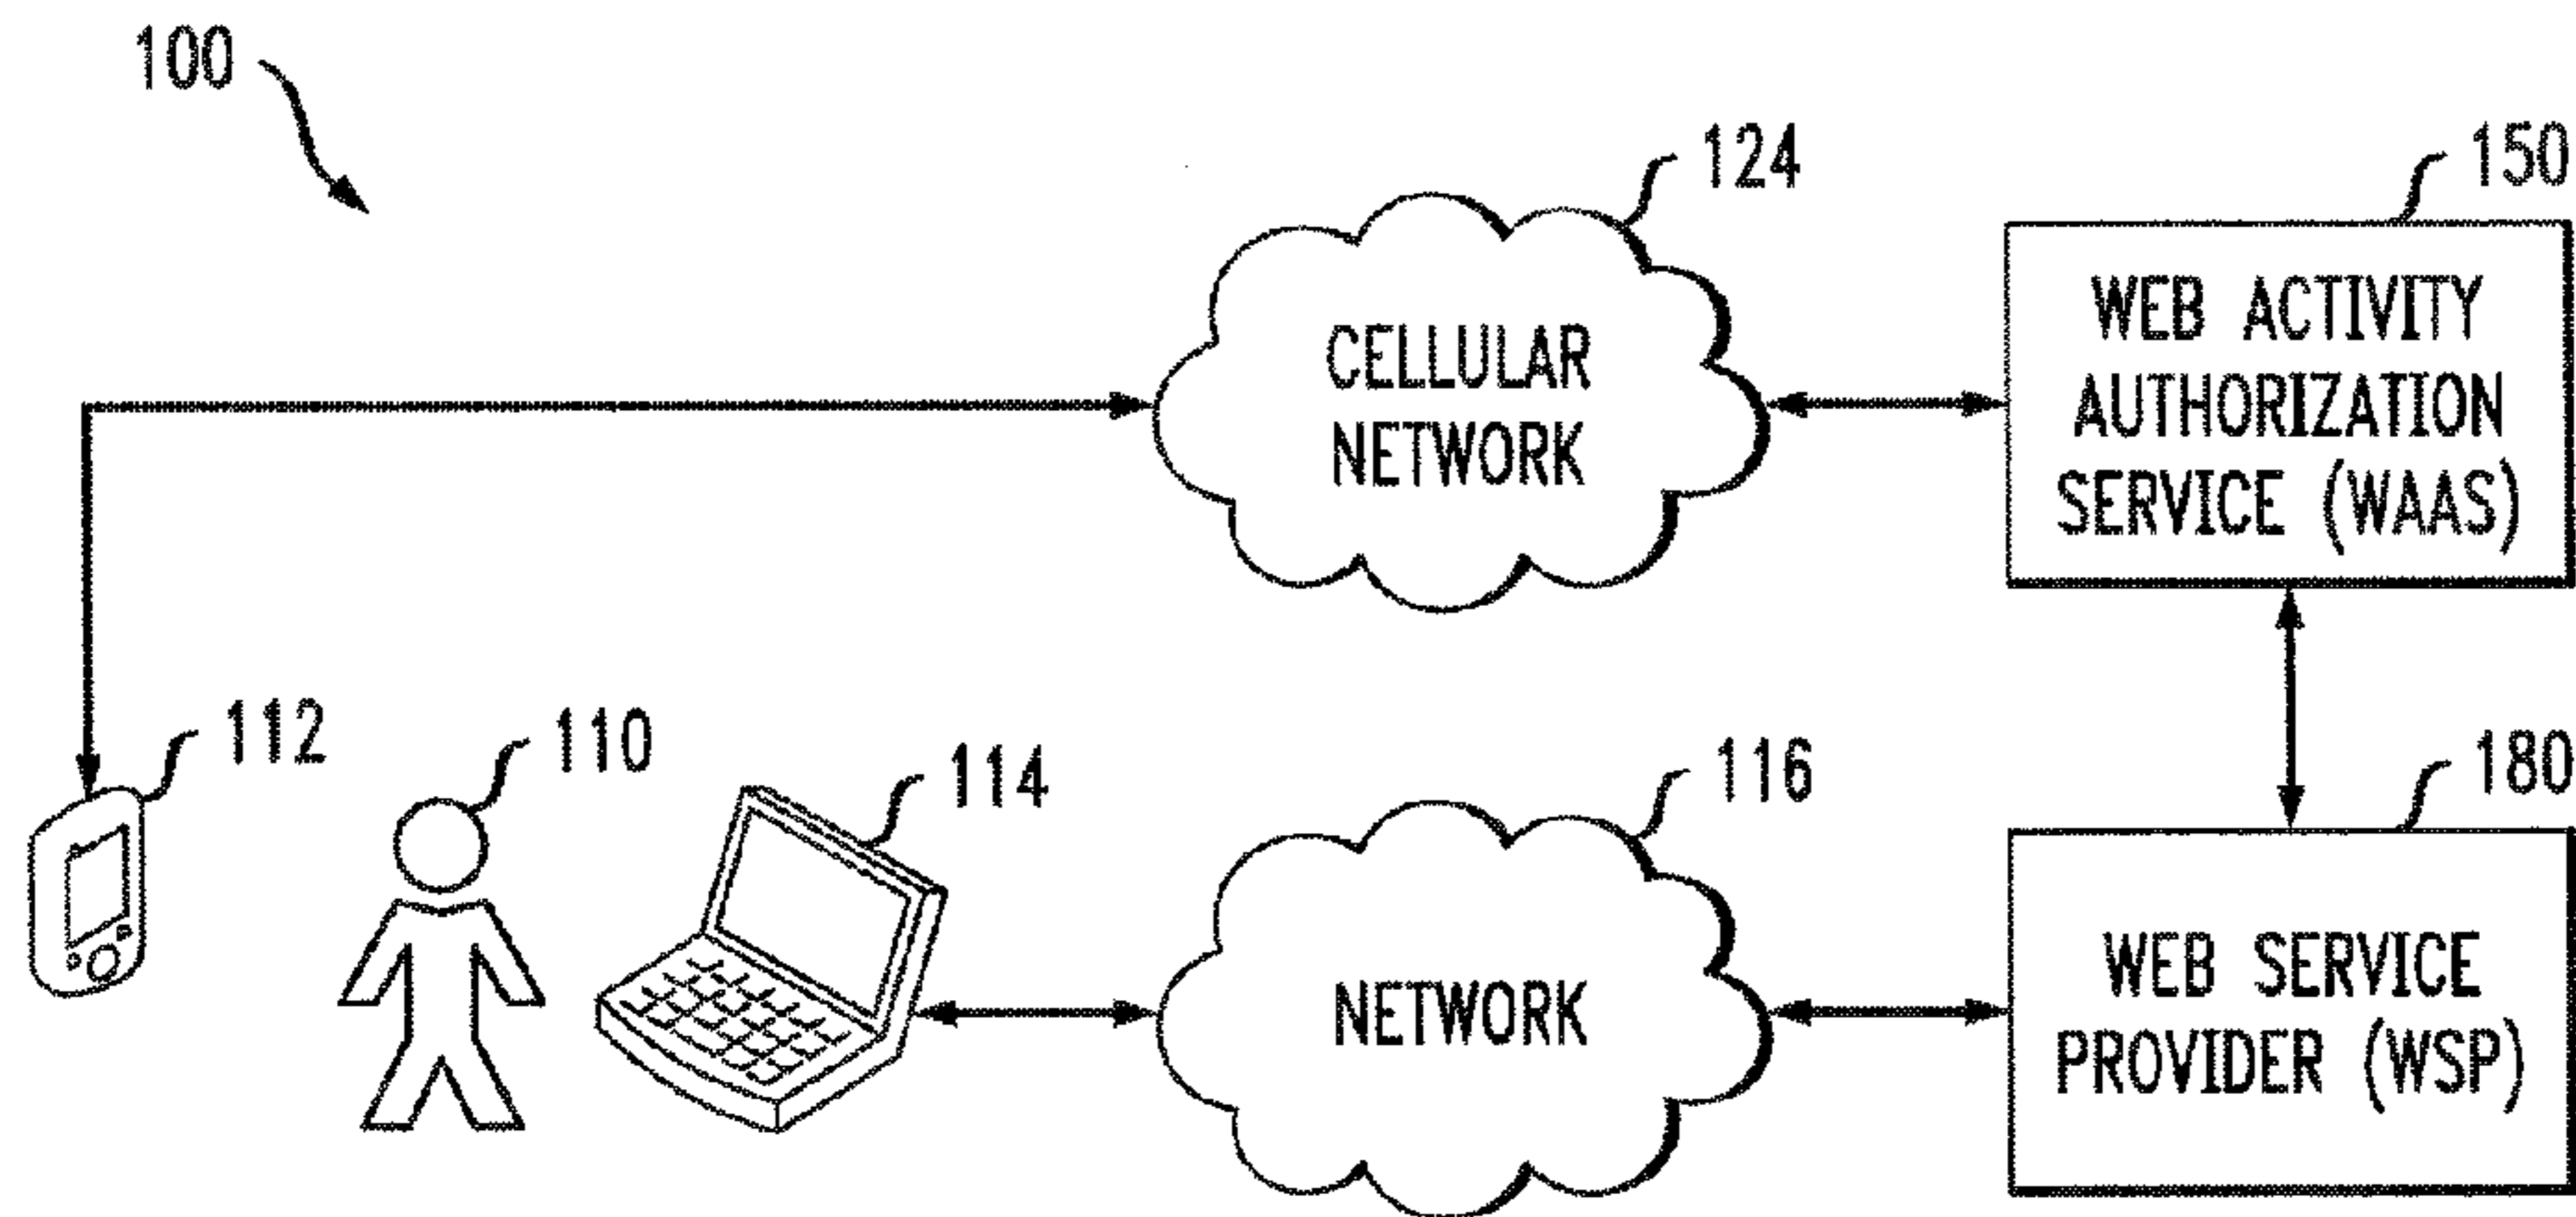 100
124
150
CELLULAR
NETWORK
WEB ACTIVITY
AUTHORIZATION
SERVICE (WAAS)
112
110
114
116
180
NETWORK
WEB SERVICE
PROVIDER (WSP)